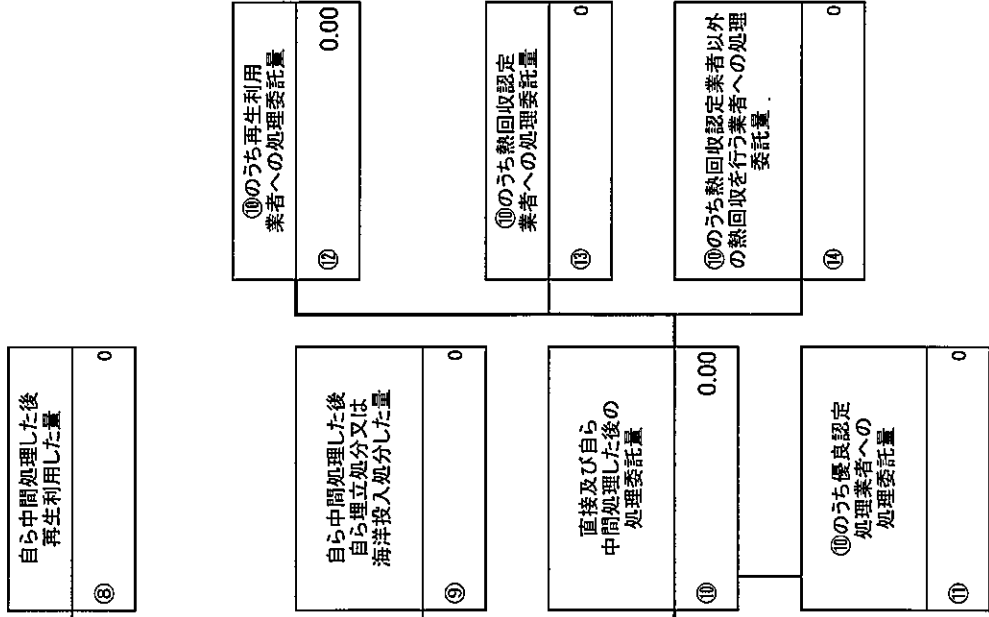 自ら中間処理した後
再生利用した量
⑧ 0
自ら中間処理した後
自ら埋立処分又は
海洋投入処分した量
⑨ 0
直接及び自ら
中間処理した後の
処理委託量
⑩ 0.00
⑩のうち優良認定
処理業者への
処理委託量
⑪ 0
⑩のうち再生利用
業者への処理委託量
⑫ 0.00
⑩のうち熱回収認定
業者への処理委託量
⑬ 0
⑩のうち熱回収認定業者以外
の熱回収を行う業者への処理
委託量
⑭ 0